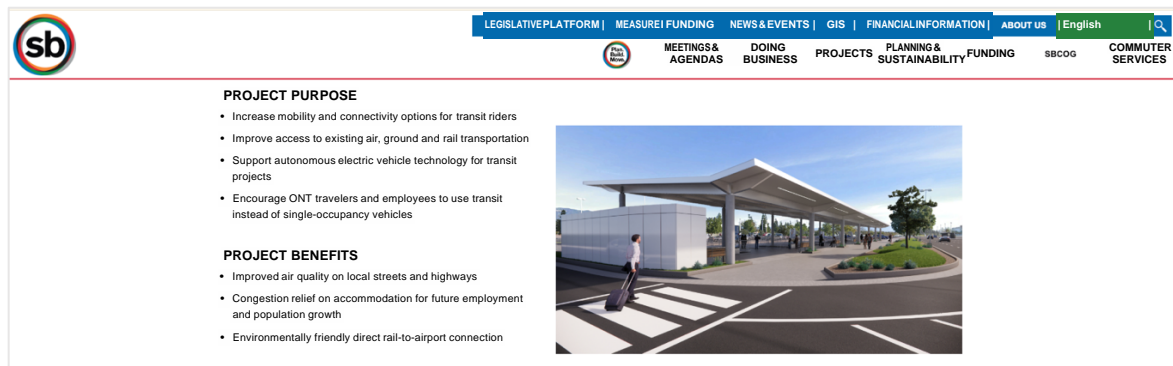 sb
LEGISLATIVE PLATFORM | MEASURE I FUNDING NEWS & EVENTS | GIS | FINANCIAL INFORMATION | ABOUT US | English |
Plan. Build. Move.
MEETINGS & AGENDAS DOING BUSINESS PROJECTS PLANNING & SUSTAINABILITY FUNDING SBCOG COMMUTER SERVICES
PROJECT PURPOSE
• Increase mobility and connectivity options for transit riders
• Improve access to existing air, ground and rail transportation
• Support autonomous electric vehicle technology for transit
projects
• Encourage ONT travelers and employees to use transit
instead of single-occupancy vehicles
PROJECT BENEFITS
• Improved air quality on local streets and highways
• Congestion relief on accommodation for future employment
and population growth
• Environmentally friendly direct rail-to-airport connection